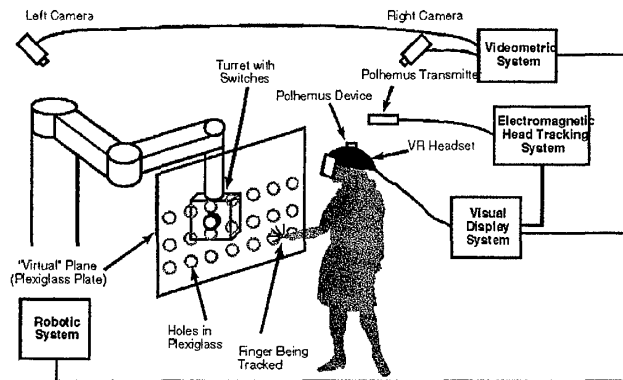 Left Camera
Right Camera
Videometric
System
Turret with
Switches
Polhemus Transmitte
Polhemus Device
Electromagnetic
Head Tracking
System
VR Headset
Visual
Display
System
"Virtual" Plane
(Plexiglass Plate)
Robotic
System
Holes in
Plexiglass
Finger Being
Tracked